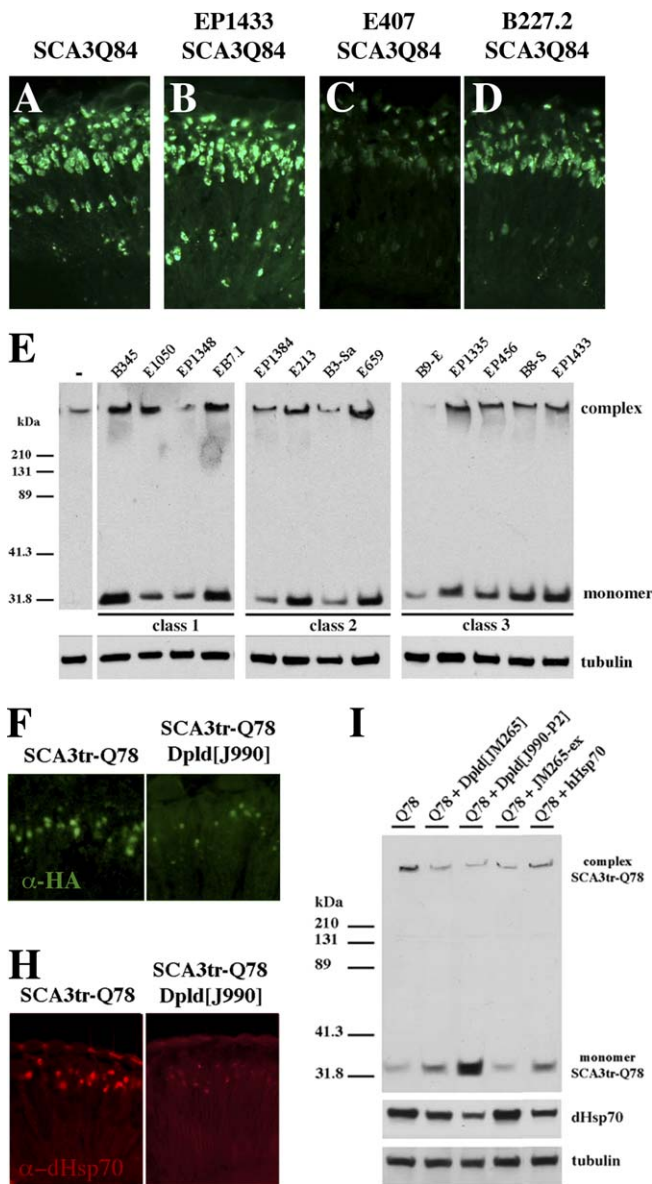 SCA3Q84
EP1433
SCA3Q84
E407
SCA3Q84
B227.2
SCA3Q84
A
B
C
D
E
- B345 E1050 EP1348 EB7.1 EP1384 E213 B3-Sa E659 B9-E EP1335 EP456 B8-S EP1433
kDa
210
131
89
41.3
31.8
complex
monomer
class 1
class 2
class 3
tubulin
F
SCA3tr-Q78
SCA3tr-Q78
Dpld[J990]
α-HA
H
SCA3tr-Q78
SCA3tr-Q78
Dpld[J990]
α-dHsp70
I
Q78
Q78 + Dpld[JM265]
Q78 + Dpld[J990-P2]
Q78 + JM265-ex
Q78 + hHsp70
kDa
210
131
89
41.3
31.8
complex
SCA3tr-Q78
monomer
SCA3tr-Q78
dHsp70
tubulin